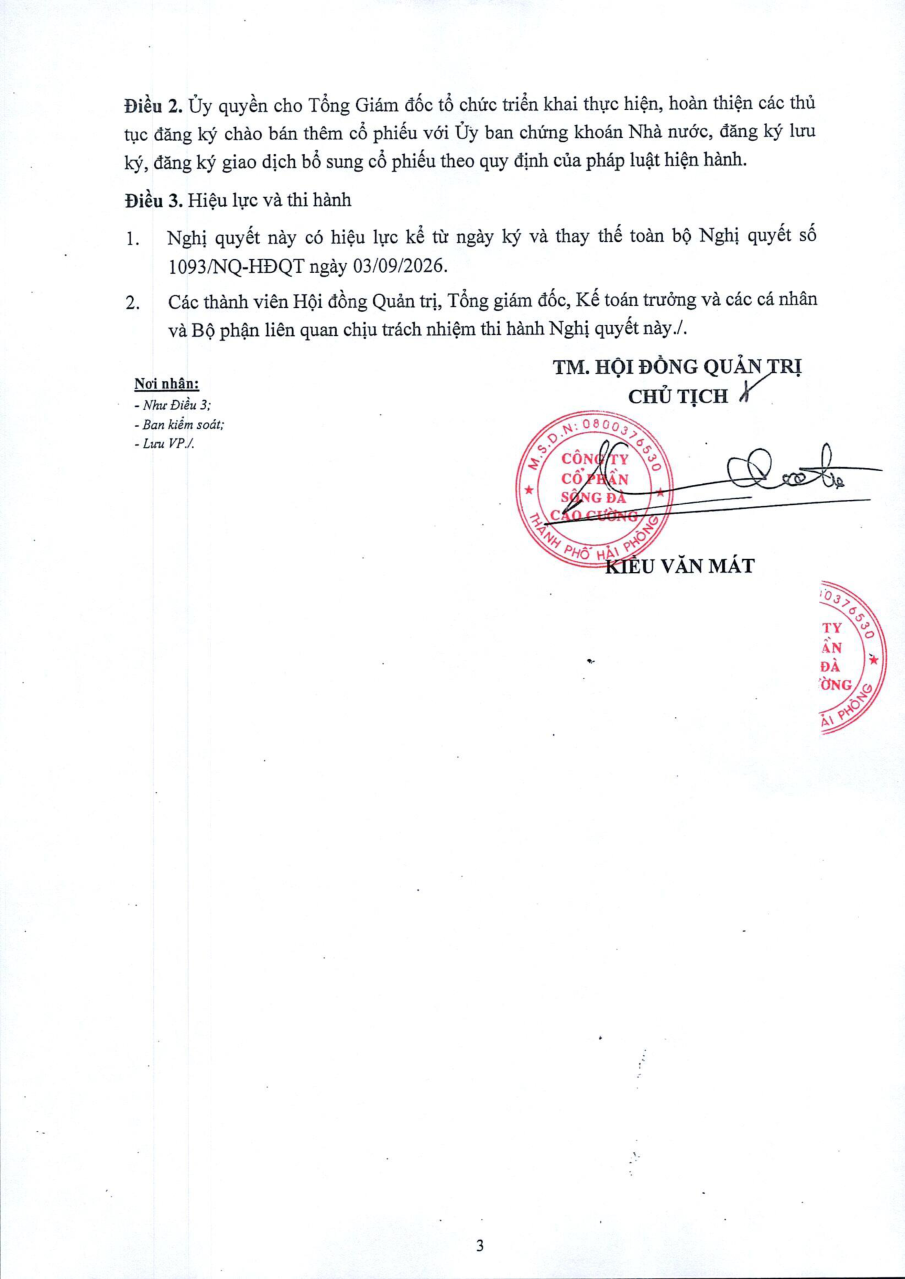 Điều 2. Ủy quyền cho Tổng Giám đốc tổ chức triển khai thực hiện, hoàn thiện các thủ
tục đăng ký chào bán thêm cổ phiếu với Ủy ban chứng khoán Nhà nước, đăng ký lưu
ký, đăng ký giao dịch bổ sung cổ phiếu theo quy định của pháp luật hiện hành.
Điều 3. Hiệu lực và thi hành
1. Nghị quyết này có hiệu lực kể từ ngày ký và thay thế toàn bộ Nghị quyết số
1093/NQ-HĐQT ngày 03/09/2026.
2. Các thành viên Hội đồng Quản trị, Tổng giám đốc, Kế toán trưởng và các cá nhân
và Bộ phận liên quan chịu trách nhiệm thi hành Nghị quyết này./.
TM. HỘI ĐỒNG QUẢN TRỊ
CHỦ TỊCH
Nơi nhận:
- Như Điều 3;
- Ban kiểm soát;
- Lưu VP./.
M.S.D.N: 0800376530
CÔNG TY
CỔ PHẦN
SÔNG ĐÀ
CAO CƯỜNG
THÀNH PHỐ HẢI PHÒNG
KIỀU VĂN MÁT
00376530
TY
ẦN
ĐÀ
ƯỜNG
ẢI PHÒNG
3